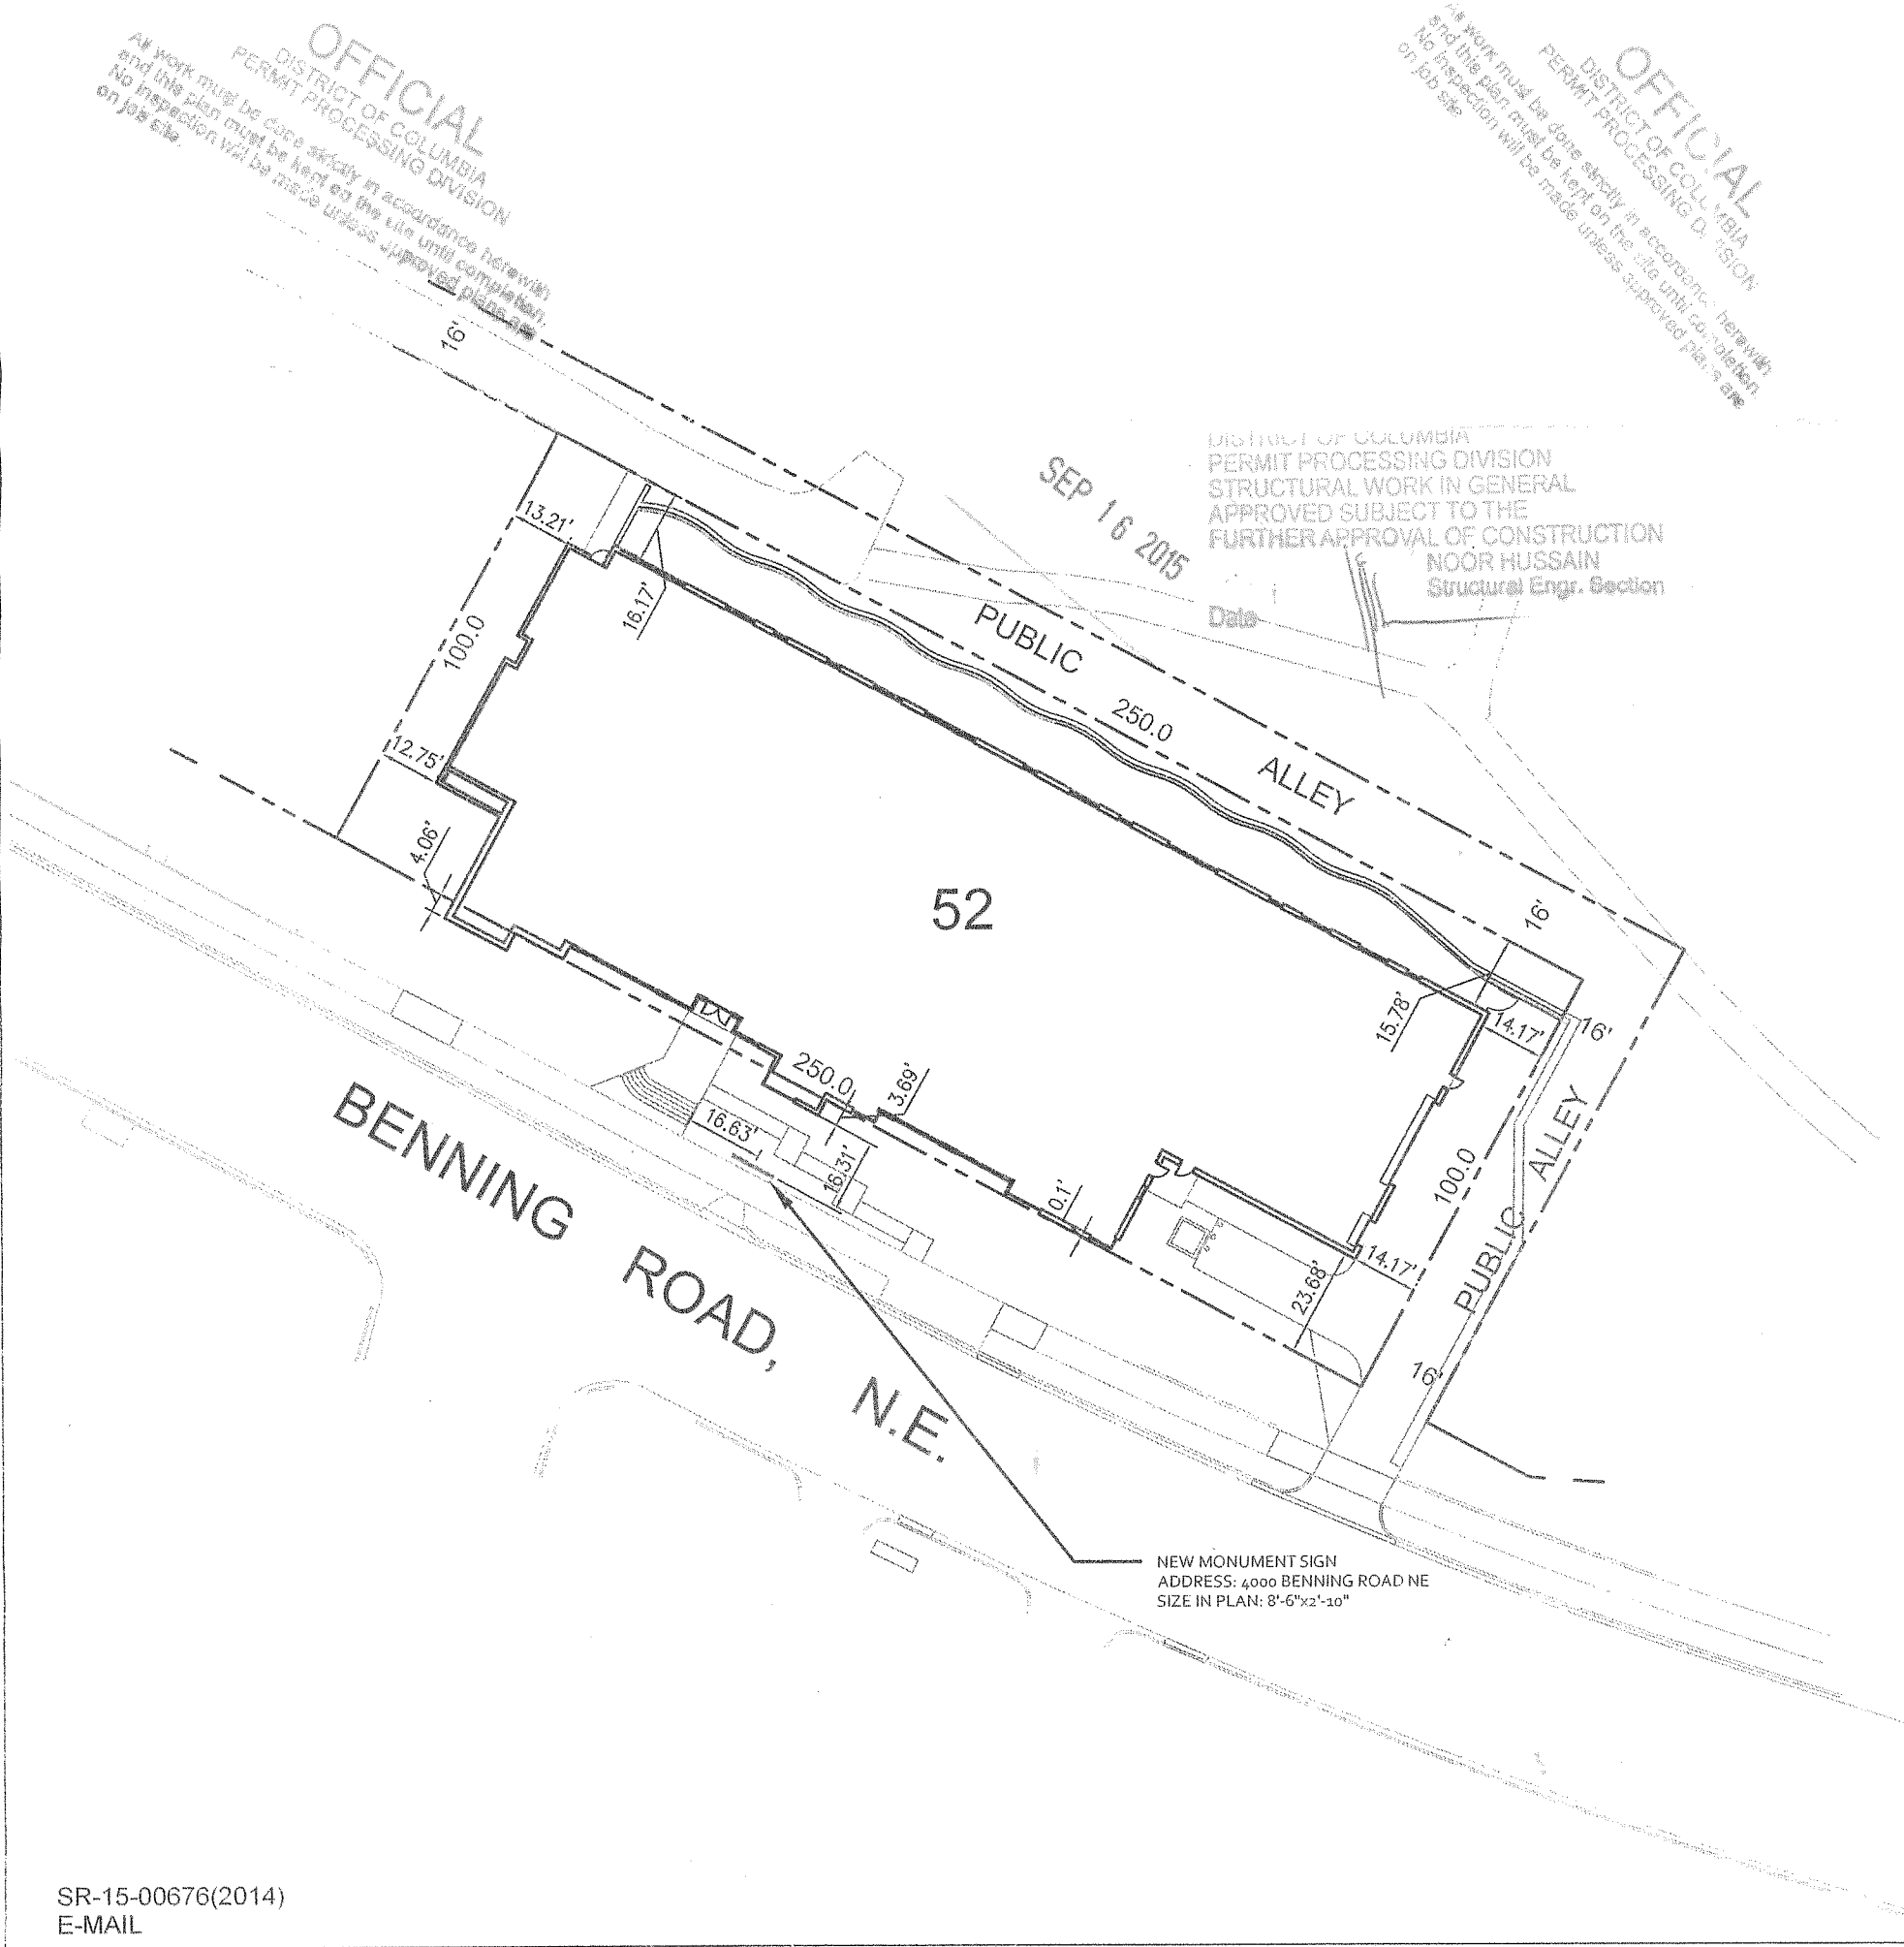 OFFICIAL
DISTRICT OF COLUMBIA
PERMIT PROCESSING DIVISION
All work must be done strictly in accordance herewith
and this plan must be kept on the site until completion.
No inspection will be made unless approved plans are
on job site.
OFFICIAL
DISTRICT OF COLUMBIA
PERMIT PROCESSING DIVISION
All work must be done strictly in accordance herewith
and this plan must be kept on the site until completion.
No inspection will be made unless approved plans are
on job site
DISTRICT OF COLUMBIA
PERMIT PROCESSING DIVISION
STRUCTURAL WORK IN GENERAL
APPROVED SUBJECT TO THE
FURTHER APPROVAL OF CONSTRUCTION
NOOR HUSSAIN
Structural Engr. Section
Date
SEP 16 2015
16'
13.21'
16.17'
100.0
12.75'
4.06'
PUBLIC ALLEY
250.0
52
16'
15.78'
14.17'
16'
250.0
3.69'
16.63'
16.31'
0.1'
23.68'
14.17'
100.0
PUBLIC ALLEY
16'
BENNING ROAD, N.E.
NEW MONUMENT SIGN
ADDRESS: 4000 BENNING ROAD NE
SIZE IN PLAN: 8'-6"x2'-10"
SR-15-00676(2014)
E-MAIL